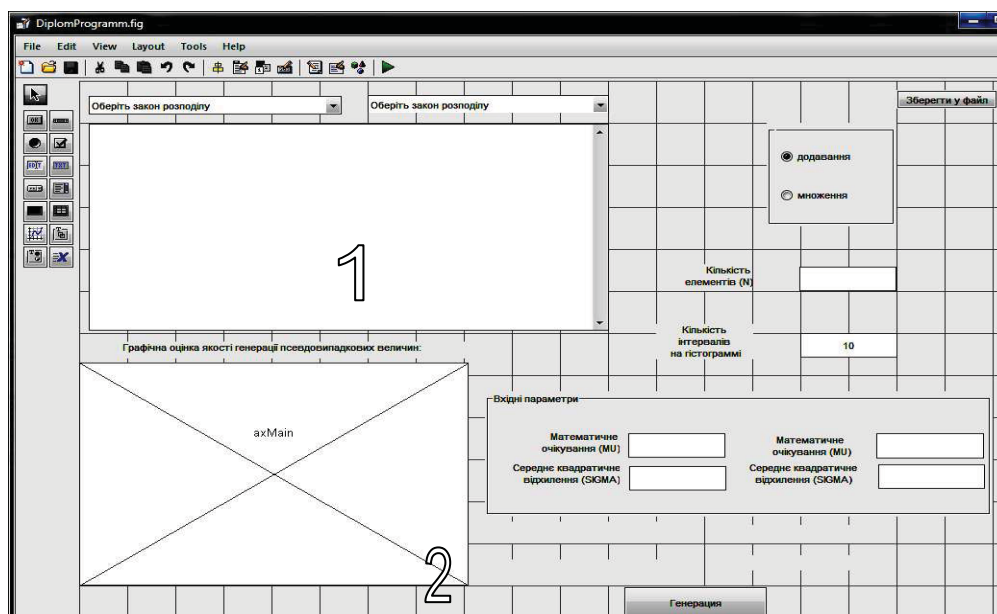 DiplomProgramm.fig
File Edit View Layout Tools Help
Оберіть закон розподілу
Оберіть закон розподілу
Зберегти у файл
додавання
множення
1
Кількість
елементів (N)
Кількість
інтервалів
на гістограммі
10
Графічна оцінка якості генерації псевдовипадкових величин:
axMain
2
Вхідні параметри
Математичне
очікування (MU)
Математичне
очікування (MU)
Середнє квадратичне
відхилення (SIGMA)
Середнє квадратичне
відхилення (SIGMA)
Генерация